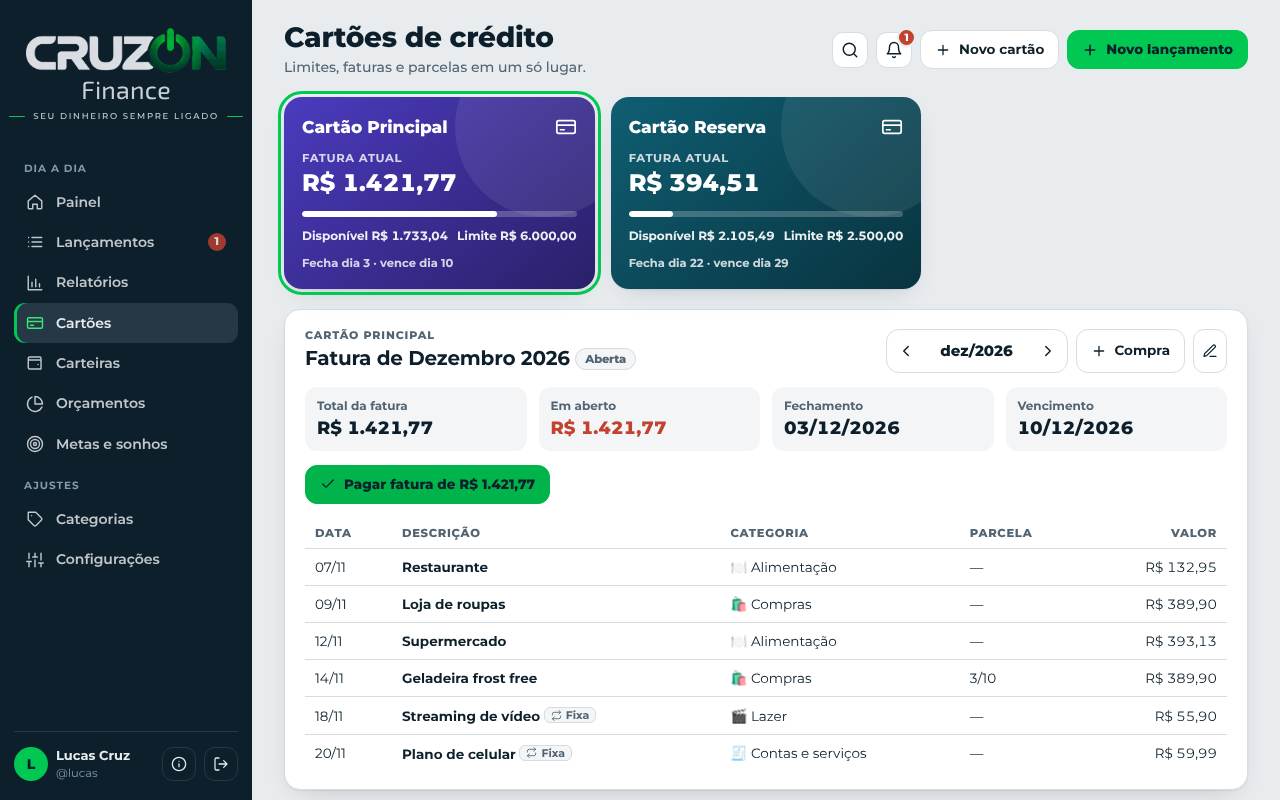 CRUZON
Finance
SEU DINHEIRO SEMPRE LIGADO
DIA A DIA
Painel
Lançamentos 1
Relatórios
Cartões
Carteiras
Orçamentos
Metas e sonhos
AJUSTES
Categorias
Configurações
L
Lucas Cruz
@lucas
Cartões de crédito
Limites, faturas e parcelas em um só lugar.
1
Novo cartão
Novo lançamento
Cartão Principal
FATURA ATUAL
R$ 1.421,77
Disponível R$ 1.733,04 Limite R$ 6.000,00
Fecha dia 3 · vence dia 10
Cartão Reserva
FATURA ATUAL
R$ 394,51
Disponível R$ 2.105,49 Limite R$ 2.500,00
Fecha dia 22 · vence dia 29
CARTÃO PRINCIPAL
Fatura de Dezembro 2026 Aberta
dez/2026
Compra
Total da fatura
R$ 1.421,77
Em aberto
R$ 1.421,77
Fechamento
03/12/2026
Vencimento
10/12/2026
Pagar fatura de R$ 1.421,77
DATA DESCRIÇÃO CATEGORIA PARCELA VALOR
07/11 Restaurante Alimentação — R$ 132,95
09/11 Loja de roupas Compras — R$ 389,90
12/11 Supermercado Alimentação — R$ 393,13
14/11 Geladeira frost free Compras 3/10 R$ 389,90
18/11 Streaming de vídeo Fixa Lazer — R$ 55,90
20/11 Plano de celular Fixa Contas e serviços — R$ 59,99